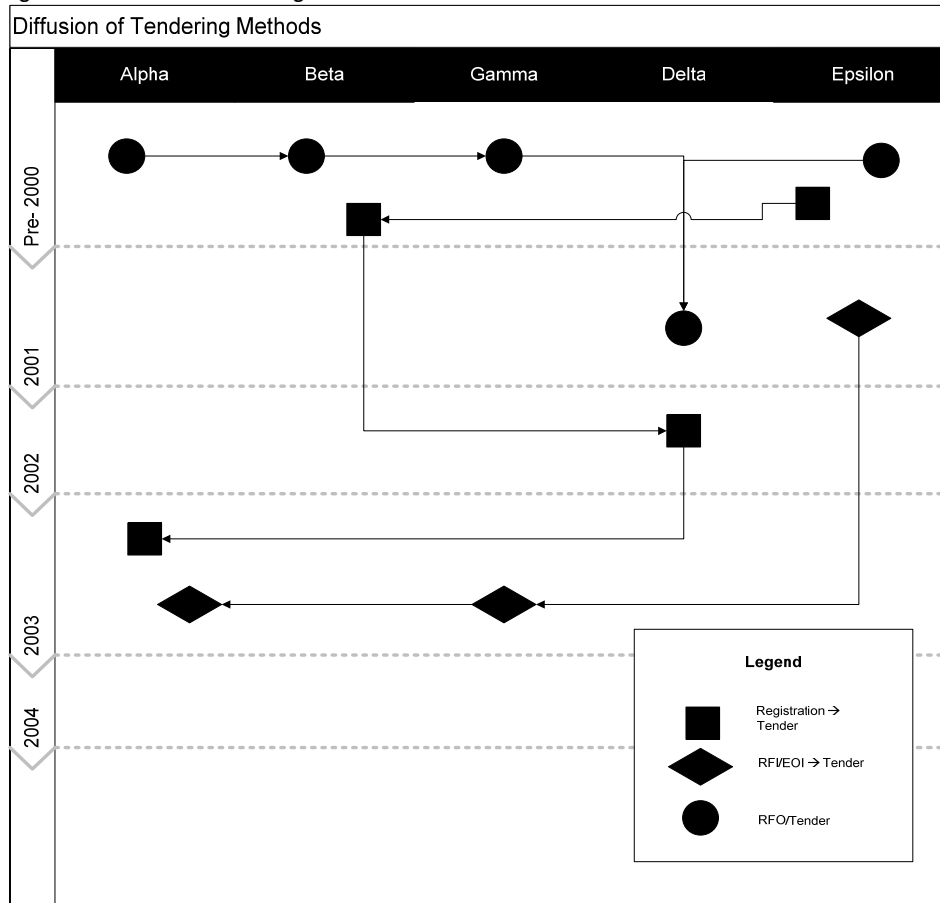 Diffusion of Tendering Methods
Alpha Beta Gamma Delta Epsilon
Pre- 2000
2001
2002
2003
2004
Legend
Registration →
Tender
RFI/EOI → Tender
RFO/Tender